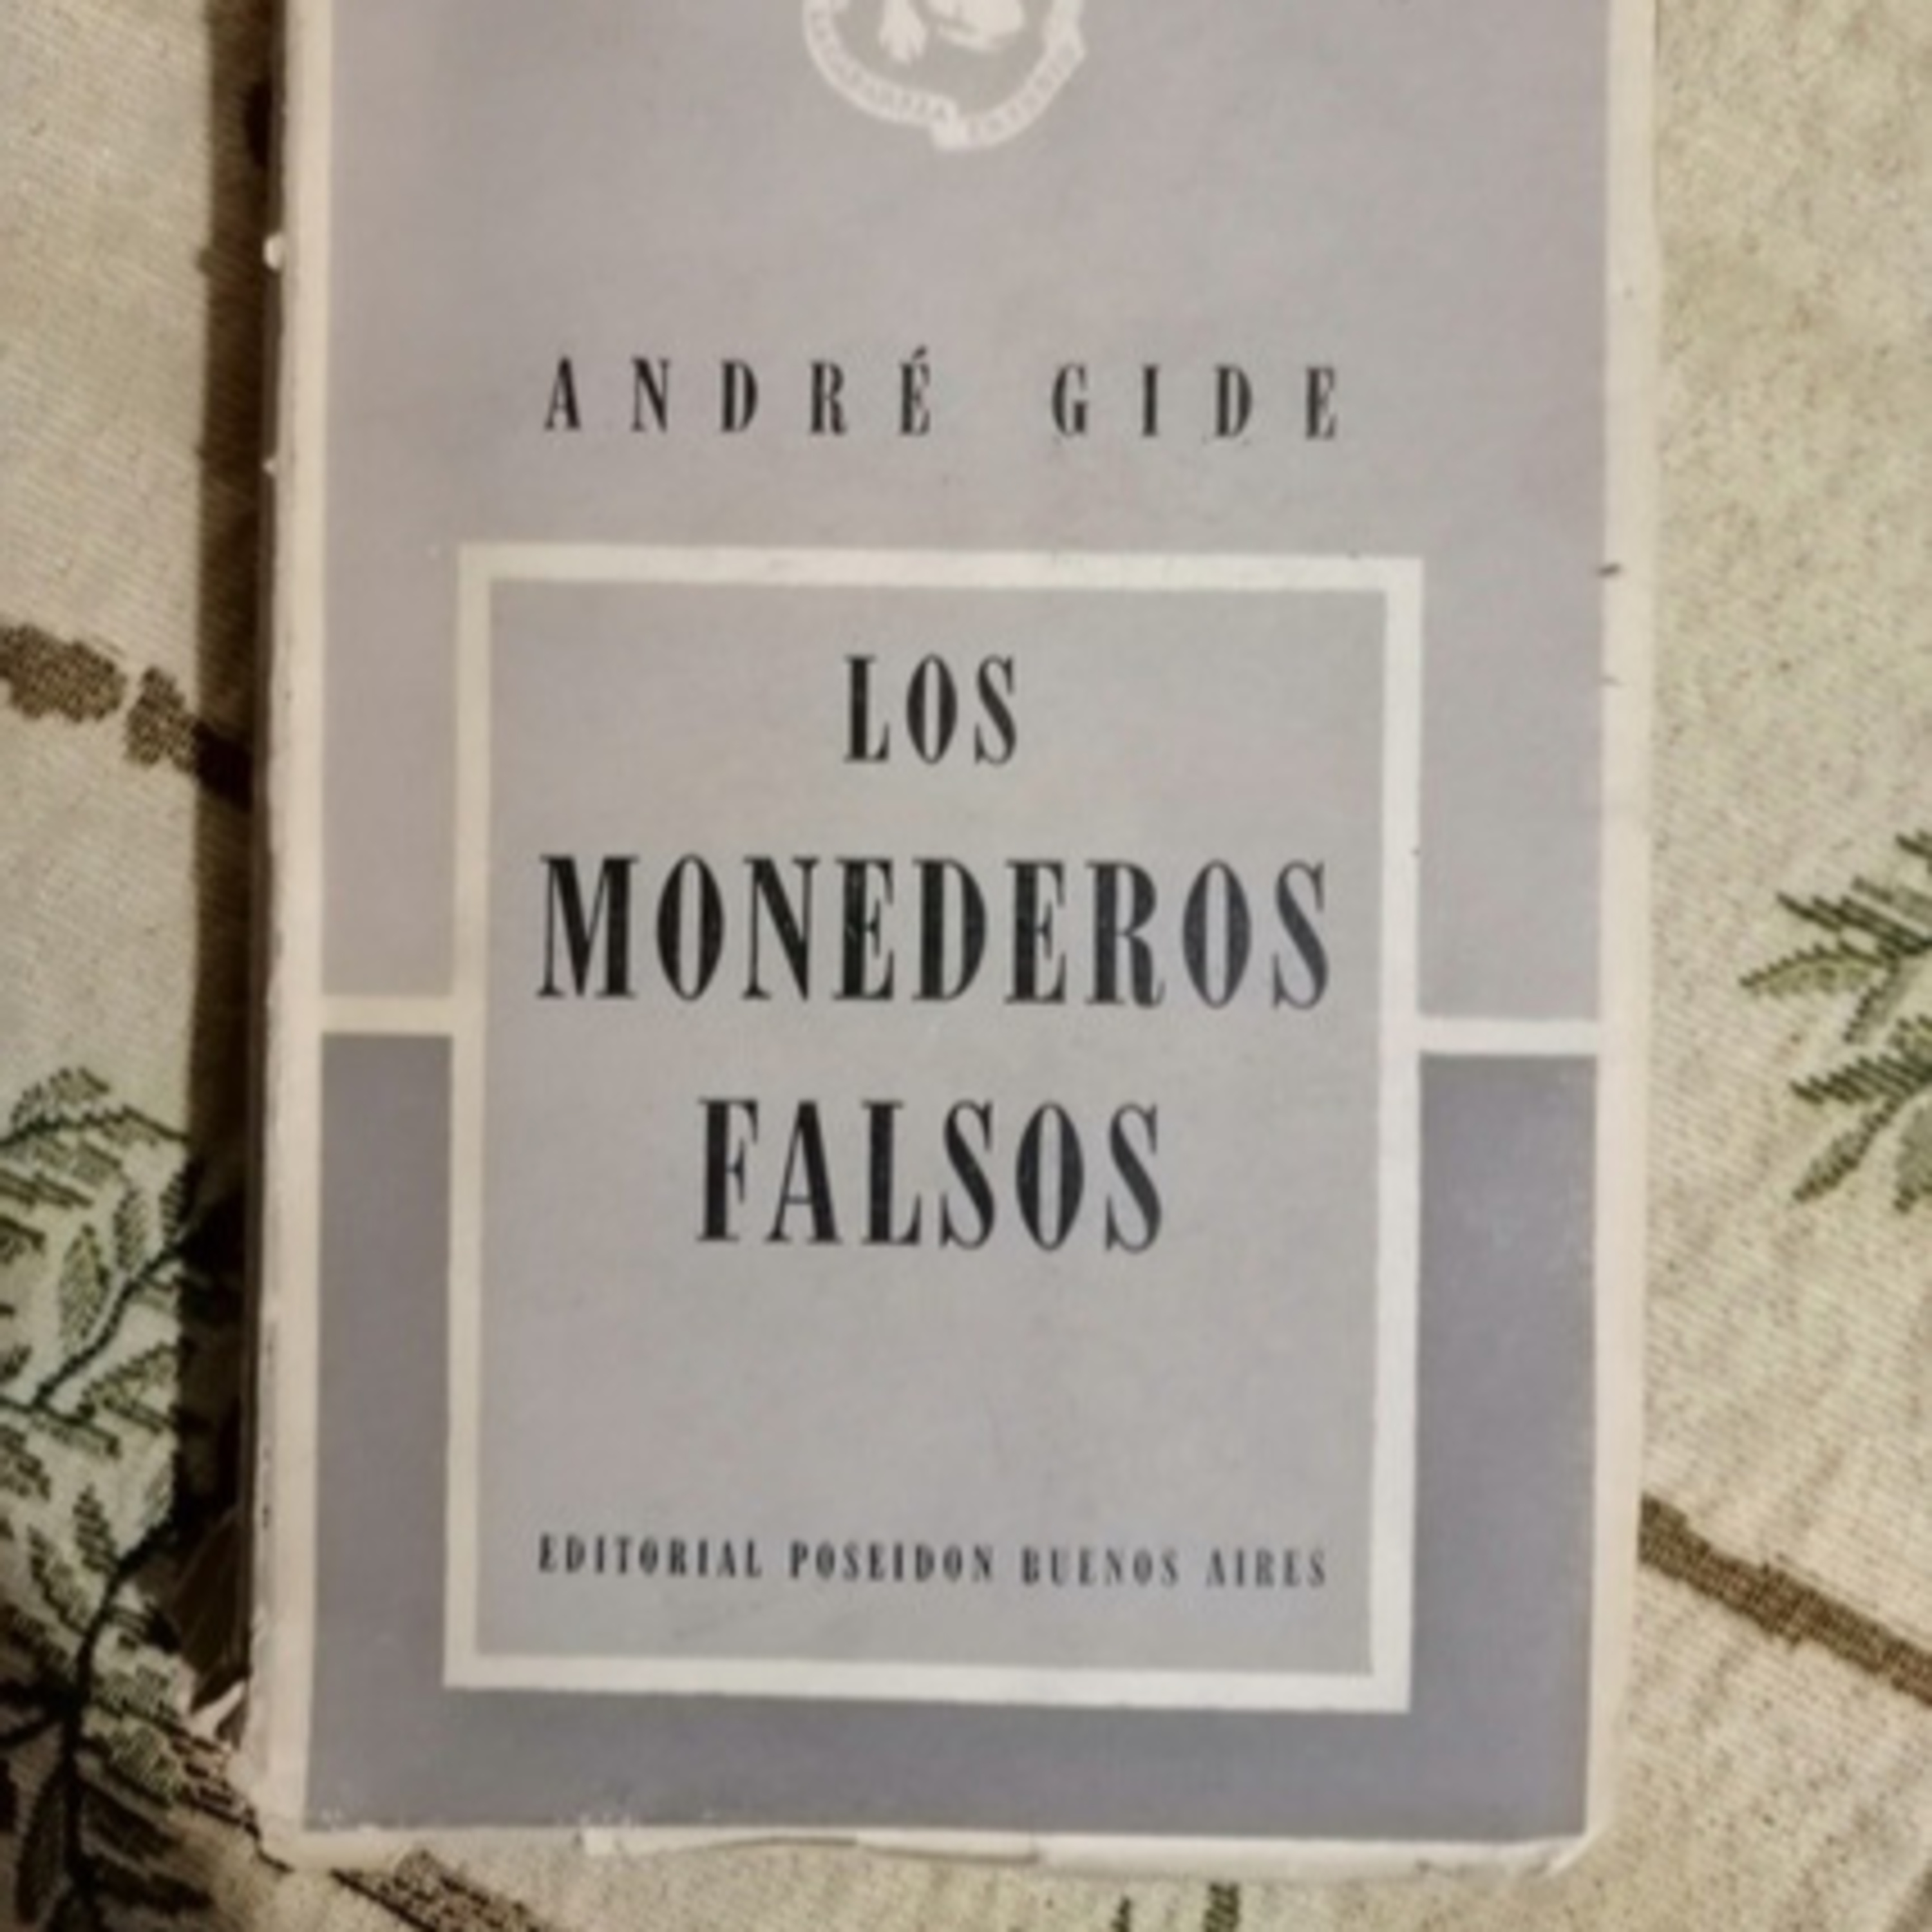 ANDRÉ GIDE
LOS
MONEDEROS
FALSOS
EDITORIAL POSEIDON BUENOS AIRES